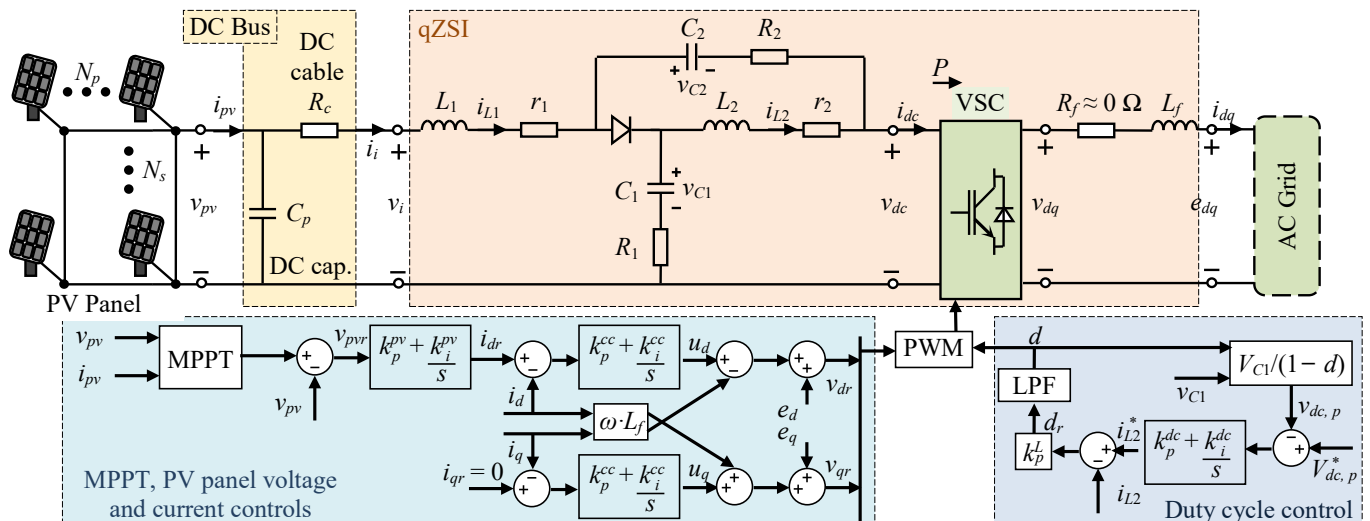 DC Bus
qZSI
DC
cable
R_c
N_p
N_s
i_pv
v_pv
C_p
DC cap.
PV Panel
i_i
v_i
L_1
i_L1
r_1
C_2
R_2
v_C2
L_2
i_L2
r_2
C_1
v_C1
R_1
i_dc
v_dc
P
VSC
v_dq
R_f ≈ 0 Ω
L_f
i_dq
e_dq
AC Grid
v_pv
i_pv
MPPT
v_pvr
v_pv
k_p^pv + k_i^pv/s
i_dr
k_p^cc + k_i^cc/s
u_d
i_d
ω·L_f
e_d
v_dr
i_q
e_q
i_qr = 0
k_p^cc + k_i^cc/s
u_q
v_qr
MPPT, PV panel voltage
and current controls
PWM
d
LPF
d_r
k_p^L
i_L2^*
i_L2
k_p^dc + k_i^dc/s
v_C1
V_C1/(1 − d)
v_dc, p
V_dc, p^*
Duty cycle control